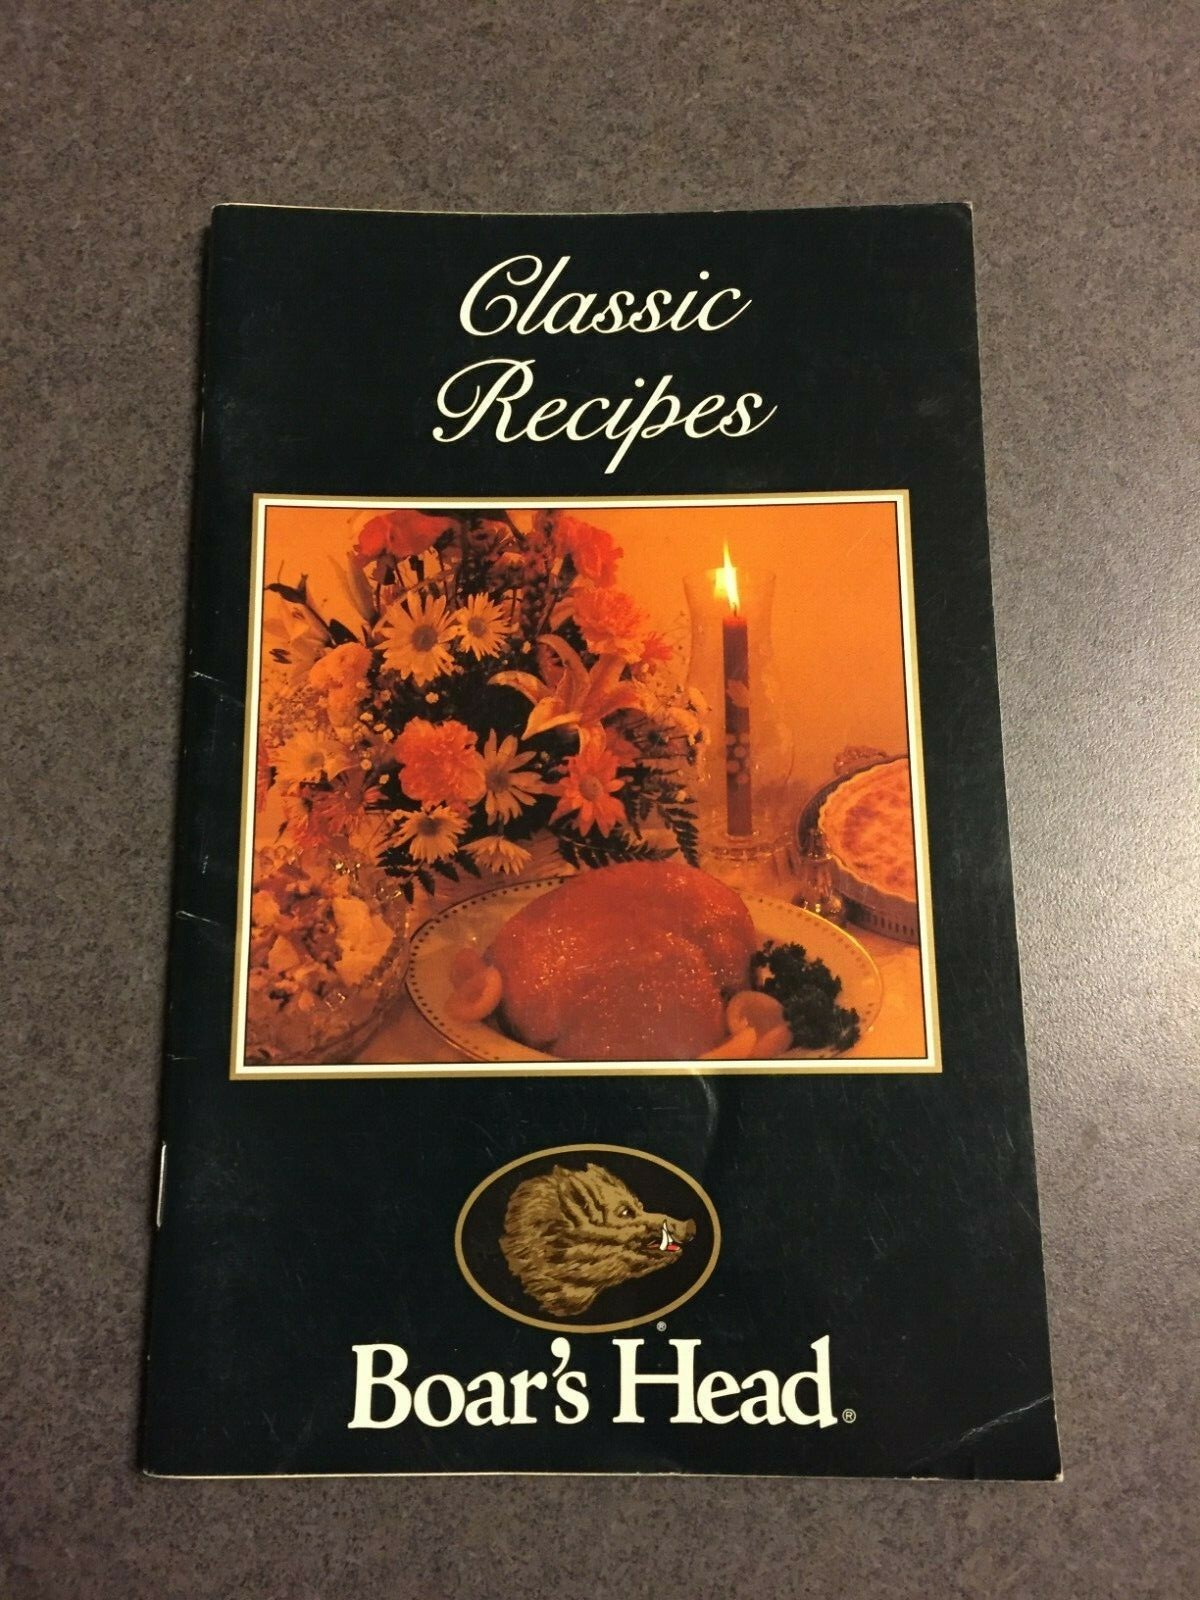 Classic
Recipes
®
Boar's Head®